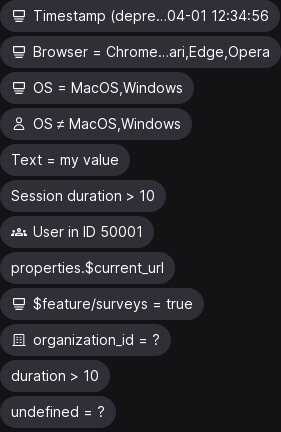 Timestamp (depre...04-01 12:34:56
Browser = Chrome...ari,Edge,Opera
OS = MacOS,Windows
OS ≠ MacOS,Windows
Text = my value
Session duration > 10
User in ID 50001
properties.$current_url
$feature/surveys = true
organization_id = ?
duration > 10
undefined = ?